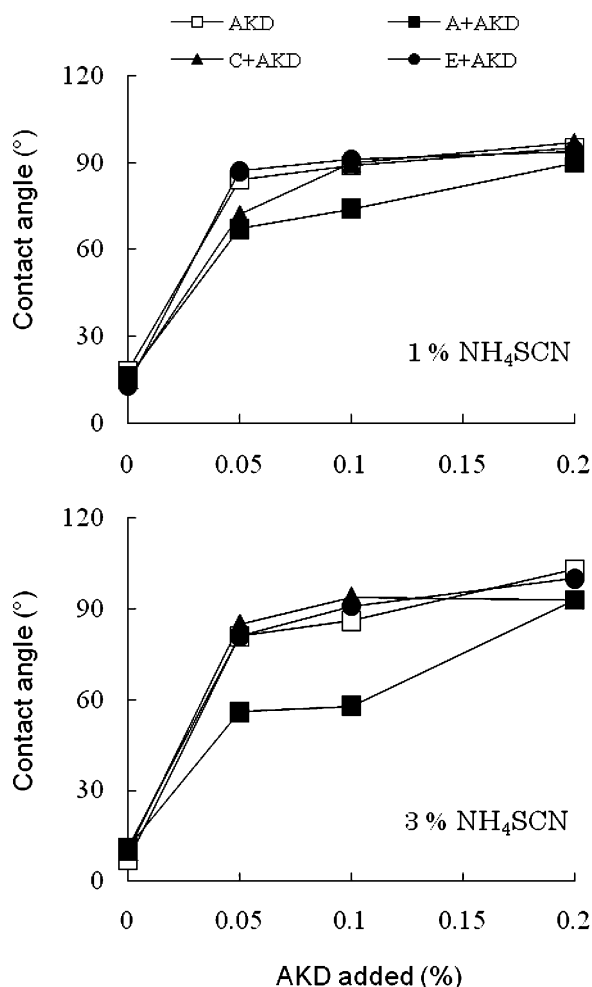 AKD A+AKD
C+AKD E+AKD
120
90
60
30
0
Contact angle (°)
1 % NH₄SCN
0 0.05 0.1 0.15 0.2
120
90
60
30
0
Contact angle (°)
3 % NH₄SCN
0 0.05 0.1 0.15 0.2
AKD added (%)